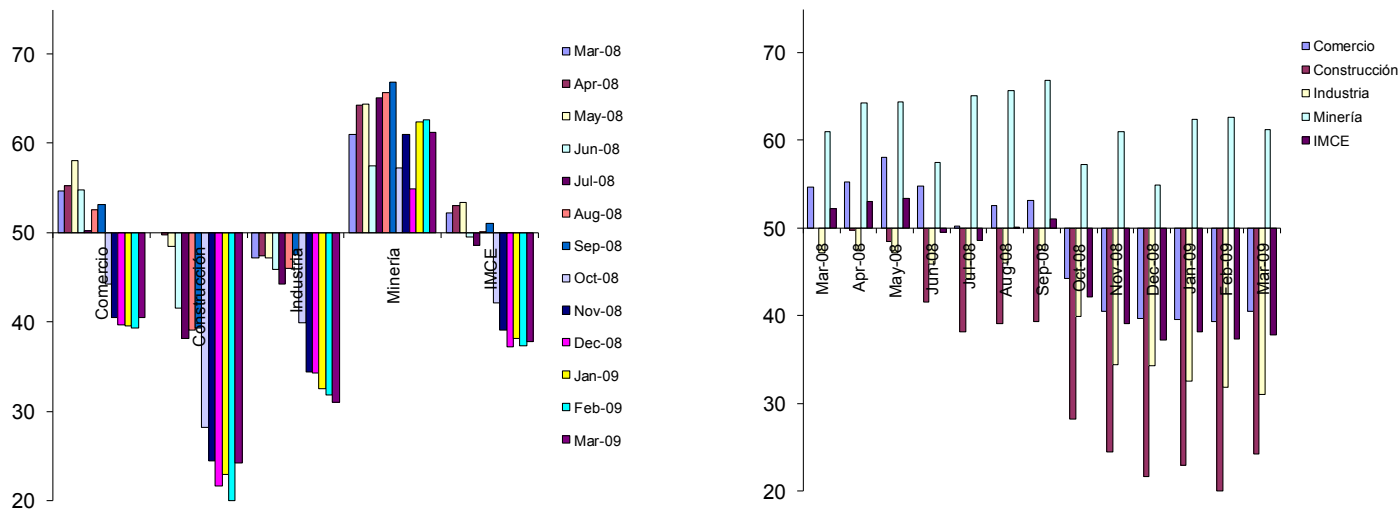 70
60
50
40
30
20
Comercio
Construcción
Industria
Minería
IMCE
Mar-08
Apr-08
May-08
Jun-08
Jul-08
Aug-08
Sep-08
Oct-08
Nov-08
Dec-08
Jan-09
Feb-09
Mar-09
70
60
50
40
30
20
Mar-08
Apr-08
May-08
Jun-08
Jul-08
Aug-08
Sep-08
Oct-08
Nov-08
Dec-08
Jan-09
Feb-09
Mar-09
Comercio
Construcción
Industria
Minería
IMCE